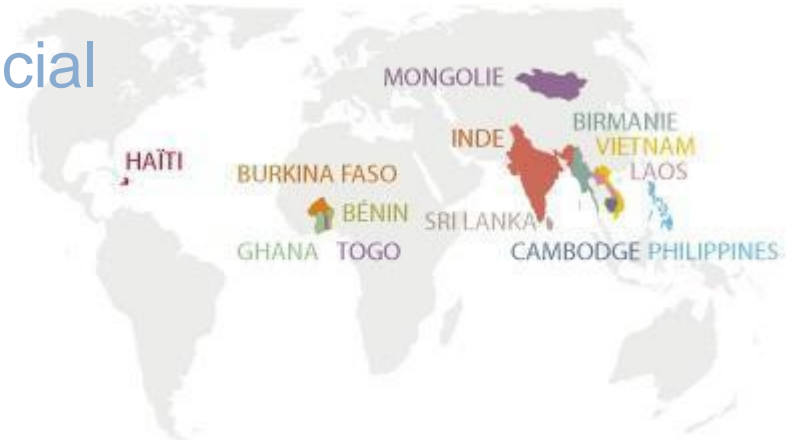 cial
MONGOLIE
BIRMANIE
INDE
VIETNAM
HAÏTI
LAOS
BURKINA FASO
BÉNIN
SRI LANKA
GHANA TOGO
CAMBODGE PHILIPPINES